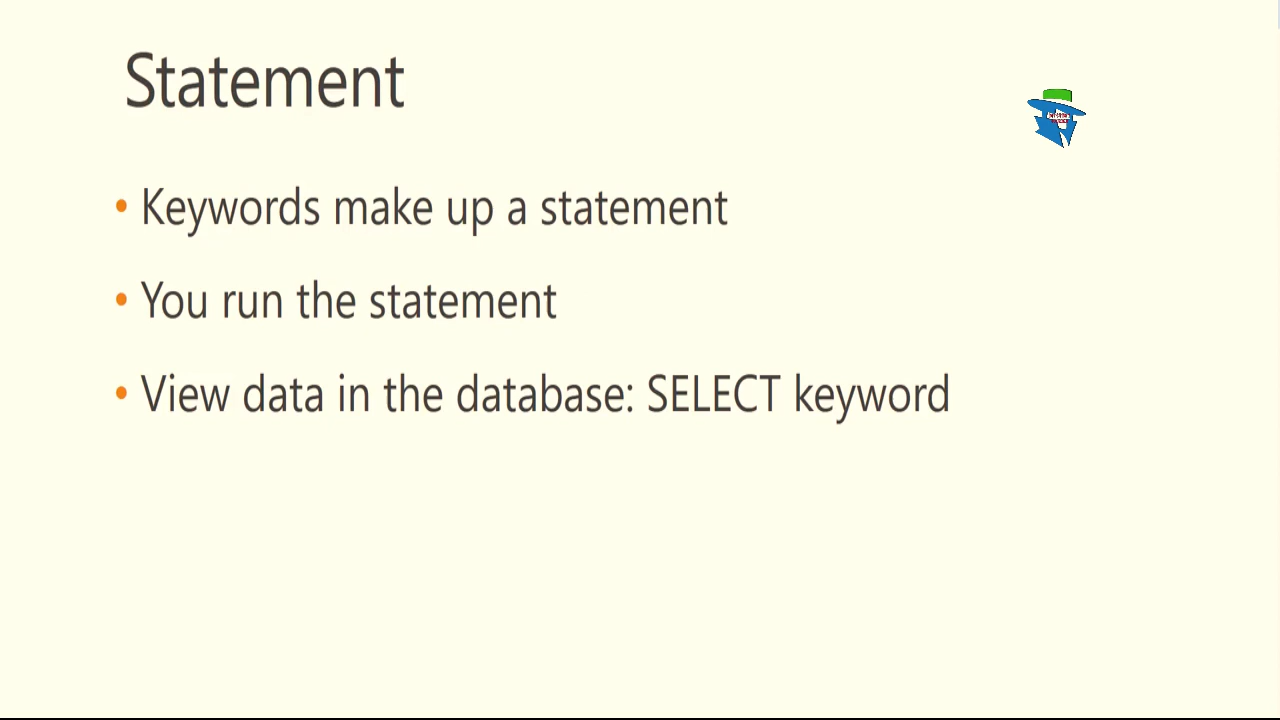 Statement
• Keywords make up a statement
• You run the statement
• View data in the database: SELECT keyword